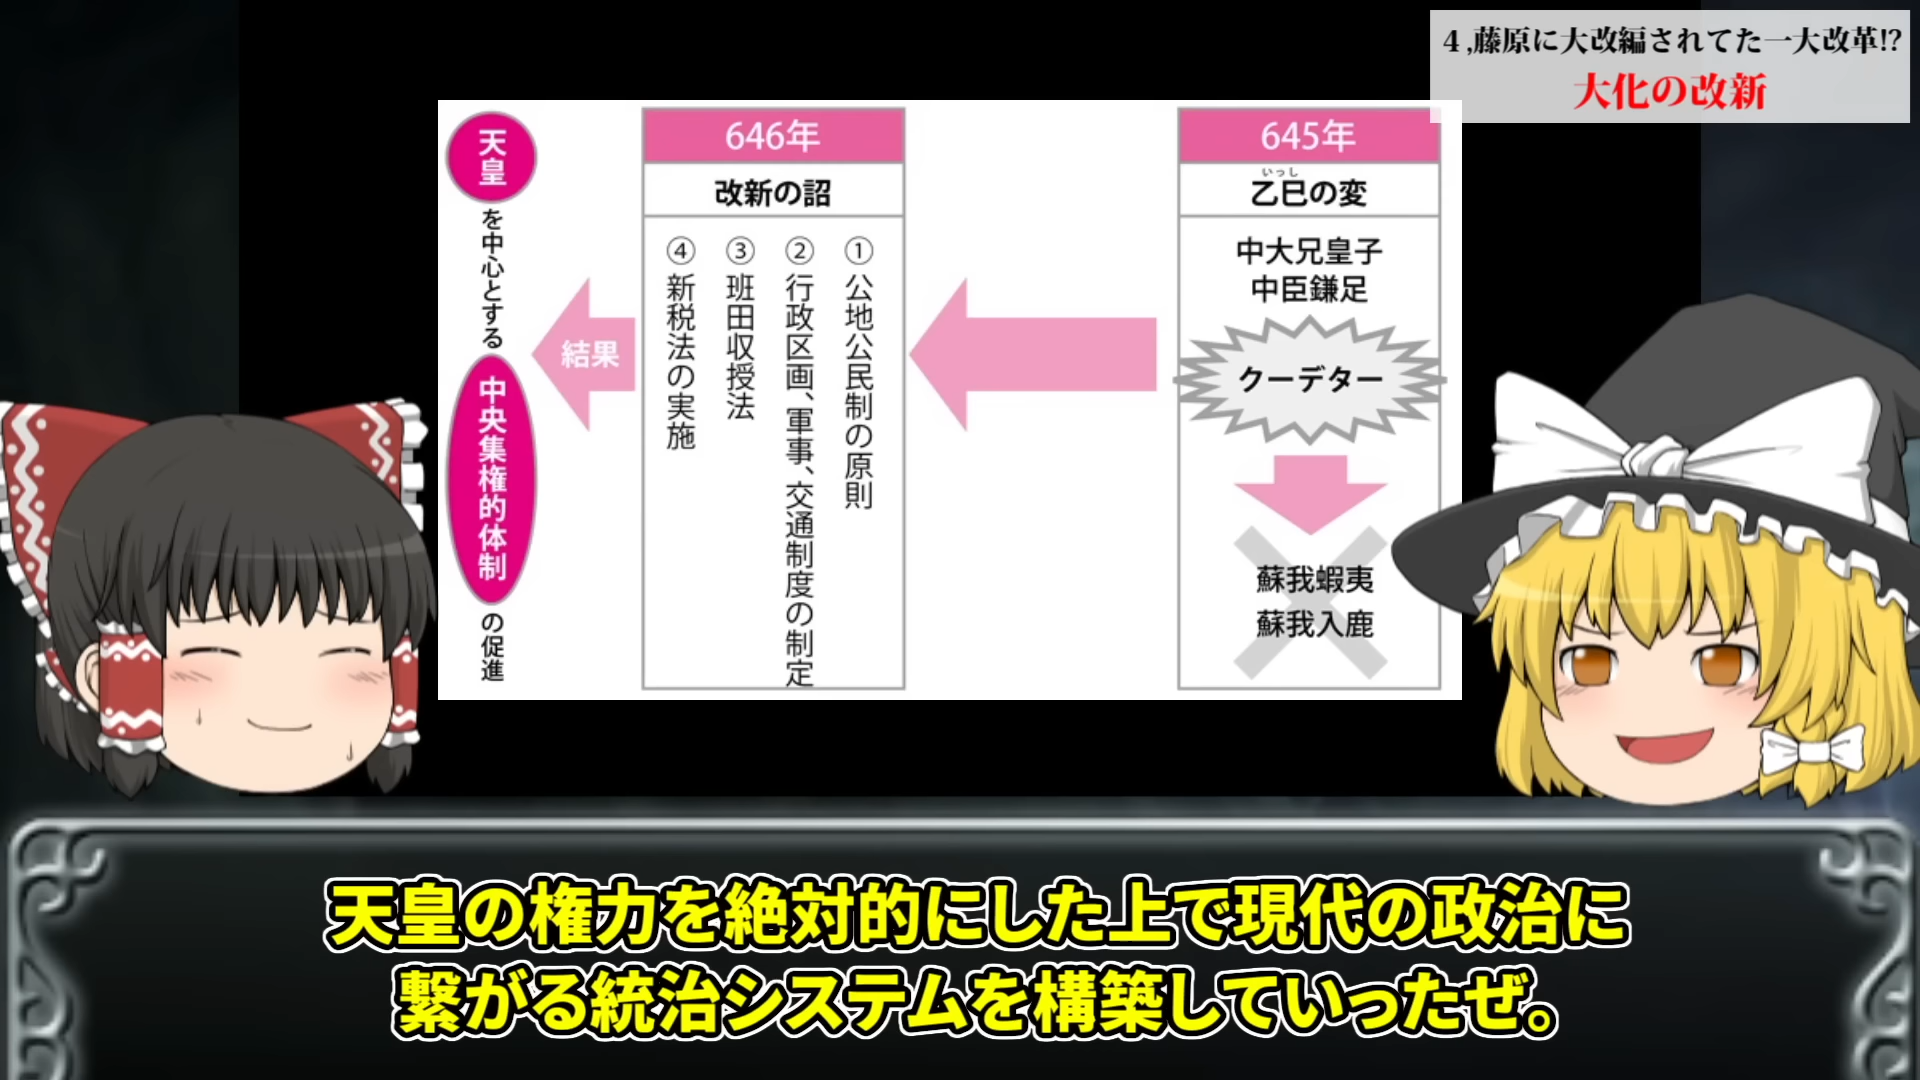 4,藤原に大改編されてた一大改革!?
大化の改新
645年
いっし
乙巳の変
中大兄皇子
中臣鎌足
クーデター
蘇我蝦夷
蘇我入鹿
646年
改新の詔
①公地公民制の原則
②行政区画、軍事、交通制度の制定
③班田収授法
④新税法の実施
結果
天皇を中心とする中央集権的体制の促進
天皇の権力を絶対的にした上で現代の政治に
繋がる統治システムを構築していったぜ。